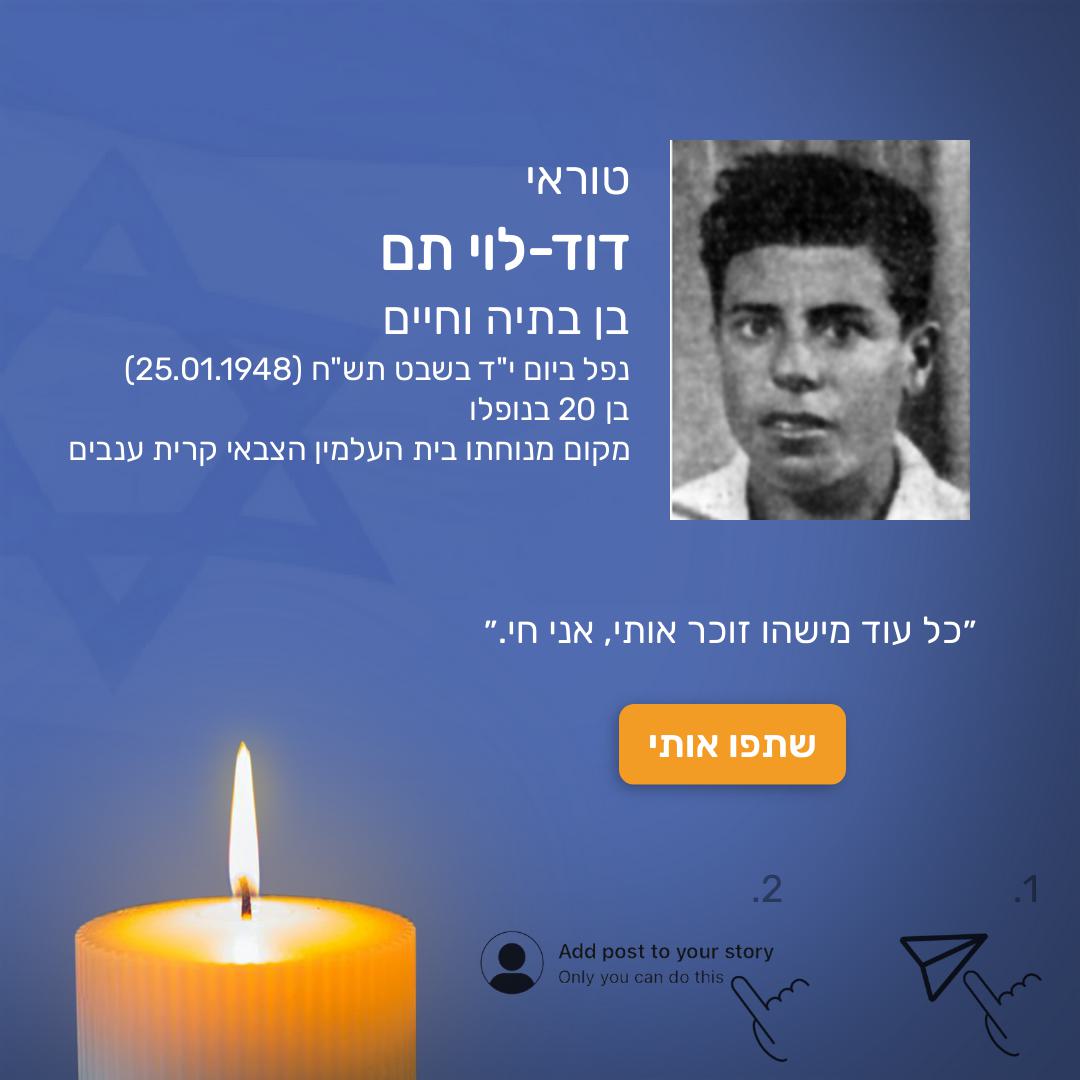 טוראי
דוד-לוי תם
בן בתיה וחיים
נפל ביום י"ד בשבט תש"ח (25.01.1948)
בן 20 בנופלו
מקום מנוחתו בית העלמין הצבאי קרית ענבים
״כל עוד מישהו זוכר אותי, אני חי.״
שתפו אותי
.1
.2
Add post to your story
Only you can do this